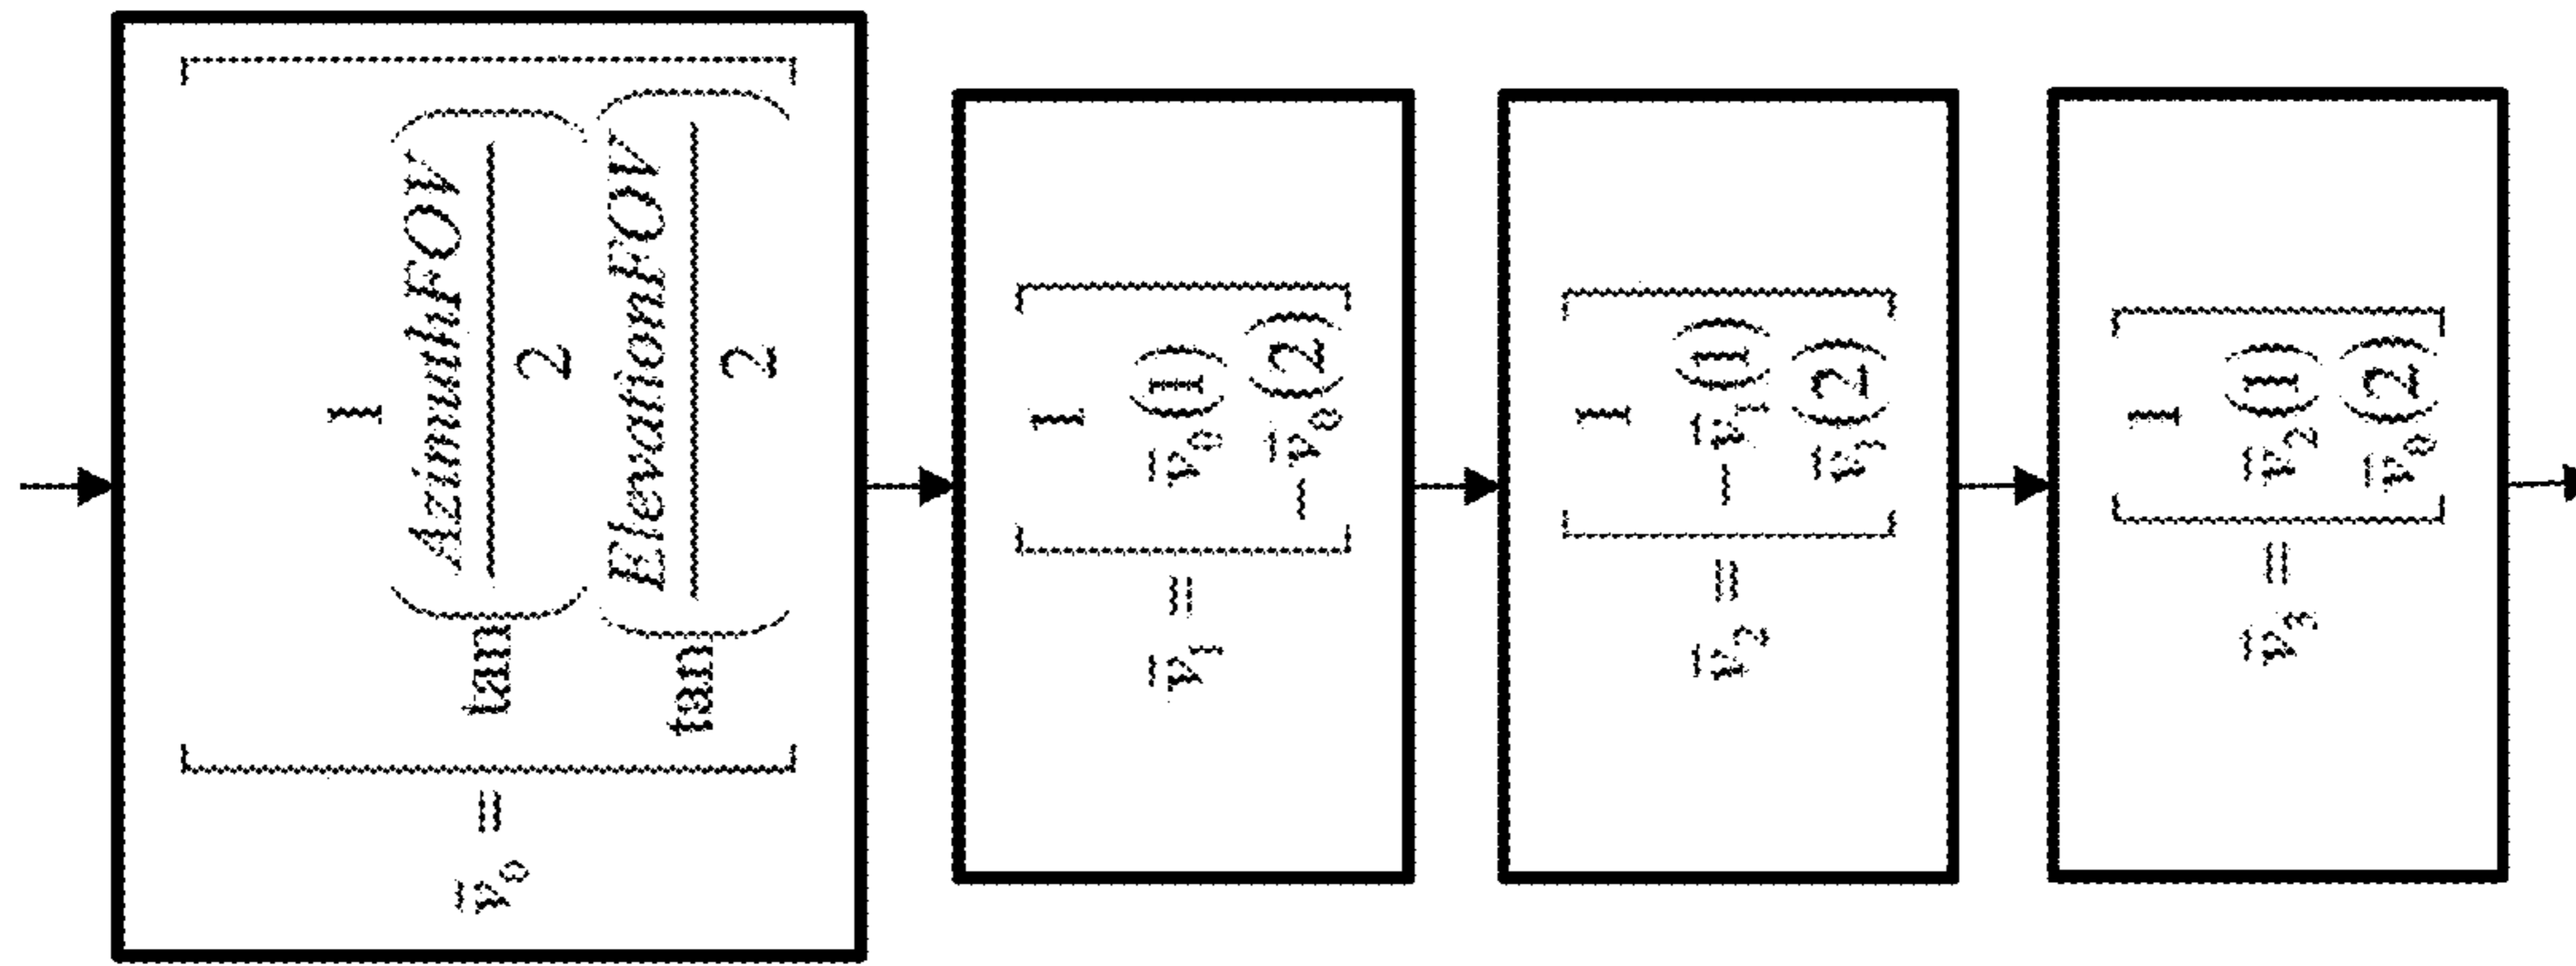 v̄₀ = [ 1
tan ( AzimuhFOV / 2 )
tan ( ElevationFOV / 2 ) ]
v̄₁ = [ 1
v̄₀(1)
−v̄₀(2) ]
v̄₂ = [ 1
−v̄₁(1)
v̄₁(2) ]
v̄₃ = [ 1
v̄₂(1)
v̄₀(2) ]